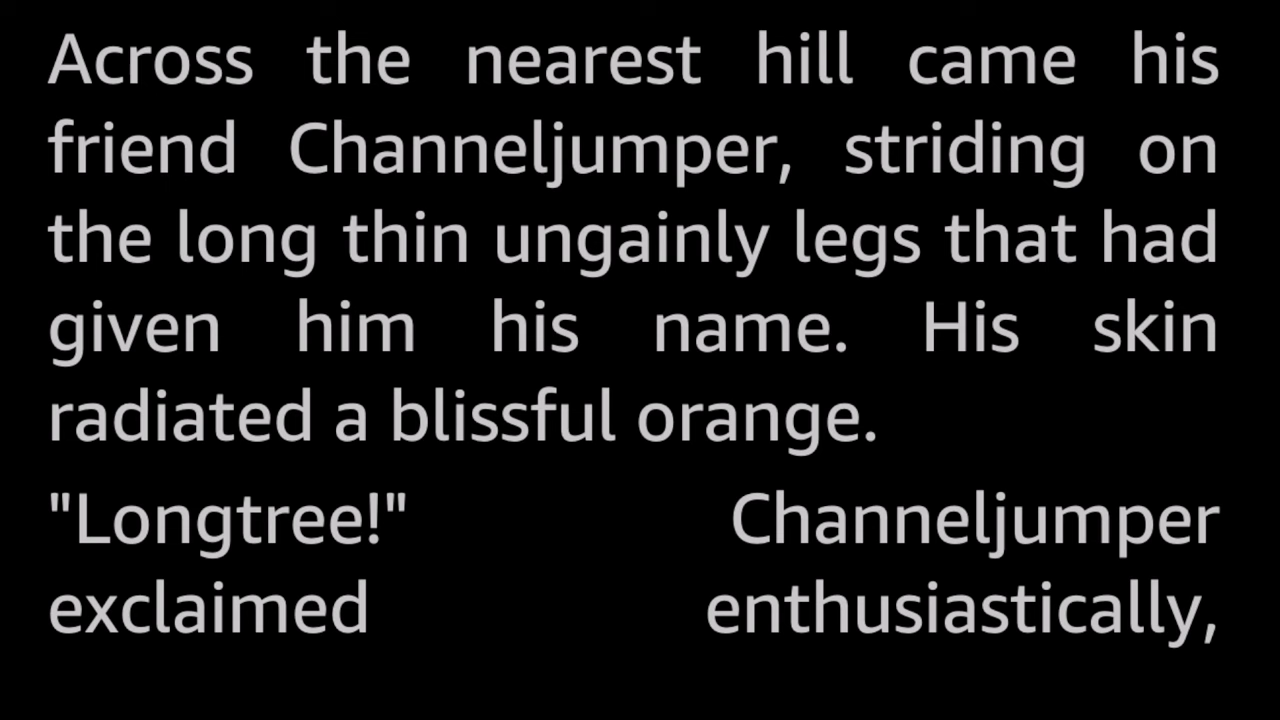 Across the nearest hill came his
friend Channeljumper, striding on
the long thin ungainly legs that had
given him his name. His skin
radiated a blissful orange.
"Longtree!" Channeljumper
exclaimed enthusiastically,